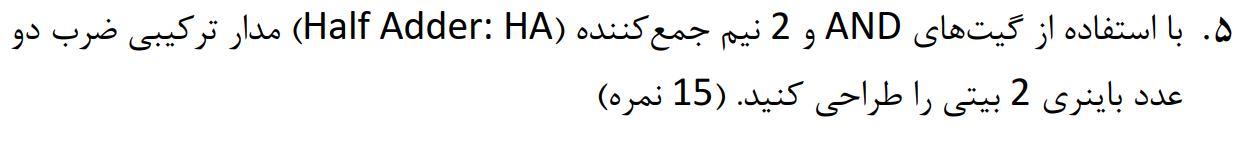 ۵. با استفاده از گیت‌های AND و 2 نیم جمع‌کننده (Half Adder: HA) مدار ترکیبی ضرب دو
عدد باینری 2 بیتی را طراحی کنید. (15 نمره)